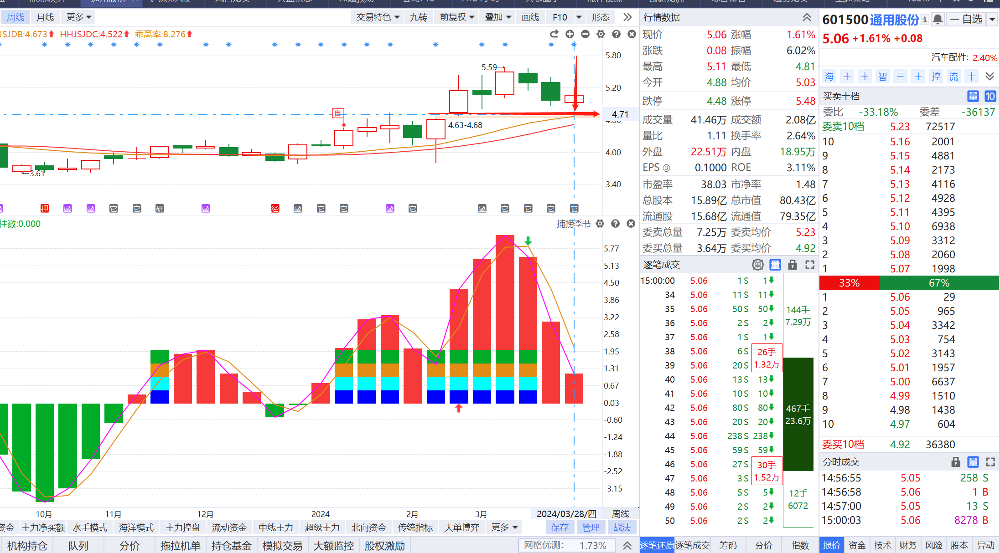 周线 月线 更多 交易特色 九转 前复权 叠加 画线 F10 形态
JSJDB:4.673 HHJSJDC:4.522 乖离率:8.276
5.80
5.20
4.71
4.00
3.40
5.59→
自
4.63-4.68
←3.61
押 叠 叠 它 它 研 叠 经 叠 它 它 叠 它 叠 它 它 它 它
柱数:0.000
捕捞季节
5.77
5.13
4.50
3.86
3.22
2.58
1.95
1.31
0.67
0.03
-0.60
-1.24
-1.88
-2.52
-3.15
10月 11月 12月 2024 2月 3月 2024/03/28/四 周线
资金 主力净买额 水手模式 海洋模式 主力控盘 流动资金 中线主力 超级主力 北向资金 传统指标 大单博弈 更多 保存 管理 战法
机构持仓 队列 分价 拖拉机单 持仓基金 模拟交易 大额监控 股权激励 网格优测: -1.73%
行情数据
现价 5.06 涨幅 1.61%
涨跌 0.08 振幅 6.02%
最高 5.11 最低 4.81
今开 4.88 均价 5.03
跌停 4.48 涨停 5.48
成交量 41.46万 成交额 2.08亿
量比 1.11 换手率 2.64%
外盘 22.51万 内盘 18.95万
EPS ③ 0.1000 ROE 3.11%
市盈率 38.03 市净率 1.48
总股本 15.89亿 总市值 80.43亿
流通股 15.68亿 流通值 79.35亿
委卖总量 7.25万 委卖均价 5.23
委买总量 3.64万 委买均价 4.92
逐笔成交 单 量
15:00:00 5.06 1 S 1
34 5.06 11 S 11
35 5.06 50 S 50
36 5.06 2 S 2
37 5.06 1 S 1
38 5.06 6 S
39 5.06 20 S
40 5.06 13 S 13
41 5.06 10 S 10
42 5.06 80 S 80
43 5.06 20 S 20
44 5.06 238 S 238
45 5.06 59 S 59
46 5.06 27 S
47 5.06 3 S
48 5.06 5 S 5
49 5.06 2 S 2
50 5.06 2 S 2
26手
1.32万
30手
1.52万
144手
7.29万
467手
23.6万
12手
6072
逐笔还原 逐笔成交 筹码 分价 指数
601500 通用股份 自选
5.06 +1.61% +0.08
汽车配件: 2.40%
海 主 主 智 三 主 控 流 十
买卖十档 量 10
委比 -33.18% 委差 -36137
委卖10档 5.23 72517
10 5.16 2001
9 5.15 4881
8 5.14 2173
7 5.13 4116
6 5.12 4928
5 5.11 4395
4 5.10 6938
3 5.09 3312
2 5.08 2060
1 5.07 1998
33% 67%
1 5.06 29
2 5.05 965
3 5.04 3342
4 5.03 754
5 5.02 3143
6 5.01 1957
7 5.00 6637
8 4.99 1510
9 4.98 1438
10 4.97 604
委买10档 4.92 36380
分时成交 量
14:56:55 5.05 258 S
14:56:58 5.06 1 B
14:57:00 5.05 13 S
15:00:03 5.06 8278 B
报价 资金 技术 财务 风险 股本 异动